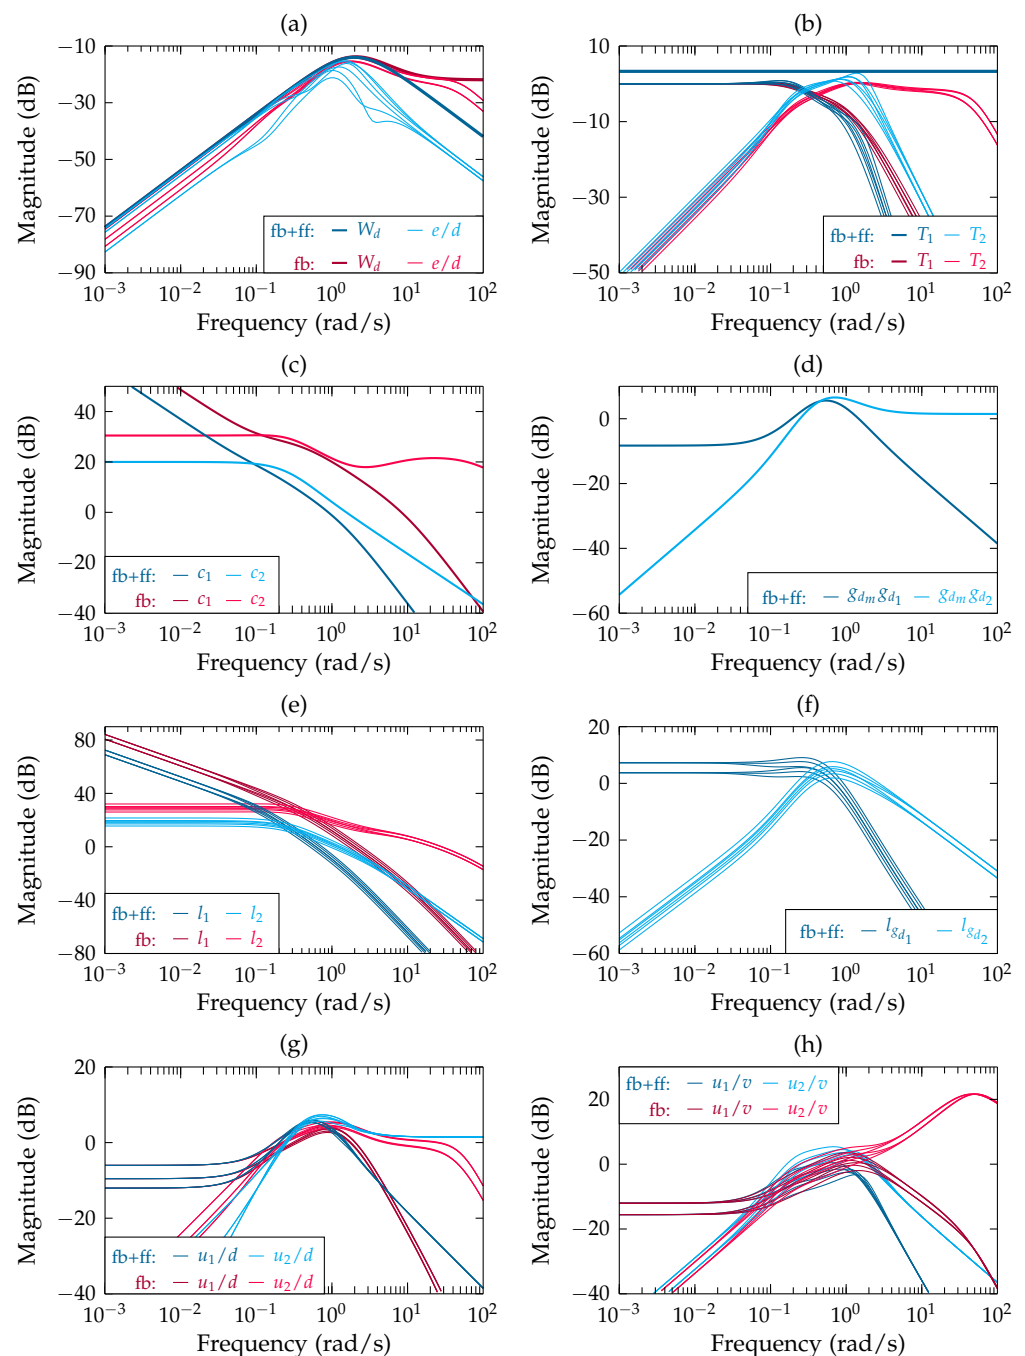 (a)
Magnitude (dB)
−10
−30
−50
−70
−90
fb+ff: W_d e/d
fb: W_d e/d
10^−3 10^−2 10^−1 10^0 10^1 10^2
Frequency (rad/s)
(b)
Magnitude (dB)
10
−10
−30
−50
fb+ff: T_1 T_2
fb: T_1 T_2
10^−3 10^−2 10^−1 10^0 10^1 10^2
Frequency (rad/s)
(c)
Magnitude (dB)
40
20
0
−20
−40
fb+ff: c_1 c_2
fb: c_1 c_2
10^−3 10^−2 10^−1 10^0 10^1 10^2
Frequency (rad/s)
(d)
Magnitude (dB)
0
−20
−40
−60
fb+ff: g_{d_m} g_{d_1} g_{d_m} g_{d_2}
10^−3 10^−2 10^−1 10^0 10^1 10^2
Frequency (rad/s)
(e)
Magnitude (dB)
80
40
0
−40
−80
fb+ff: l_1 l_2
fb: l_1 l_2
10^−3 10^−2 10^−1 10^0 10^1 10^2
Frequency (rad/s)
(f)
Magnitude (dB)
20
0
−20
−40
−60
fb+ff: l_{g_{d_1}} l_{g_{d_2}}
10^−3 10^−2 10^−1 10^0 10^1 10^2
Frequency (rad/s)
(g)
Magnitude (dB)
20
0
−20
−40
fb+ff: u_1/d u_2/d
fb: u_1/d u_2/d
10^−3 10^−2 10^−1 10^0 10^1 10^2
Frequency (rad/s)
(h)
Magnitude (dB)
fb+ff: u_1/v u_2/v
fb: u_1/v u_2/v
20
0
−20
−40
10^−3 10^−2 10^−1 10^0 10^1 10^2
Frequency (rad/s)